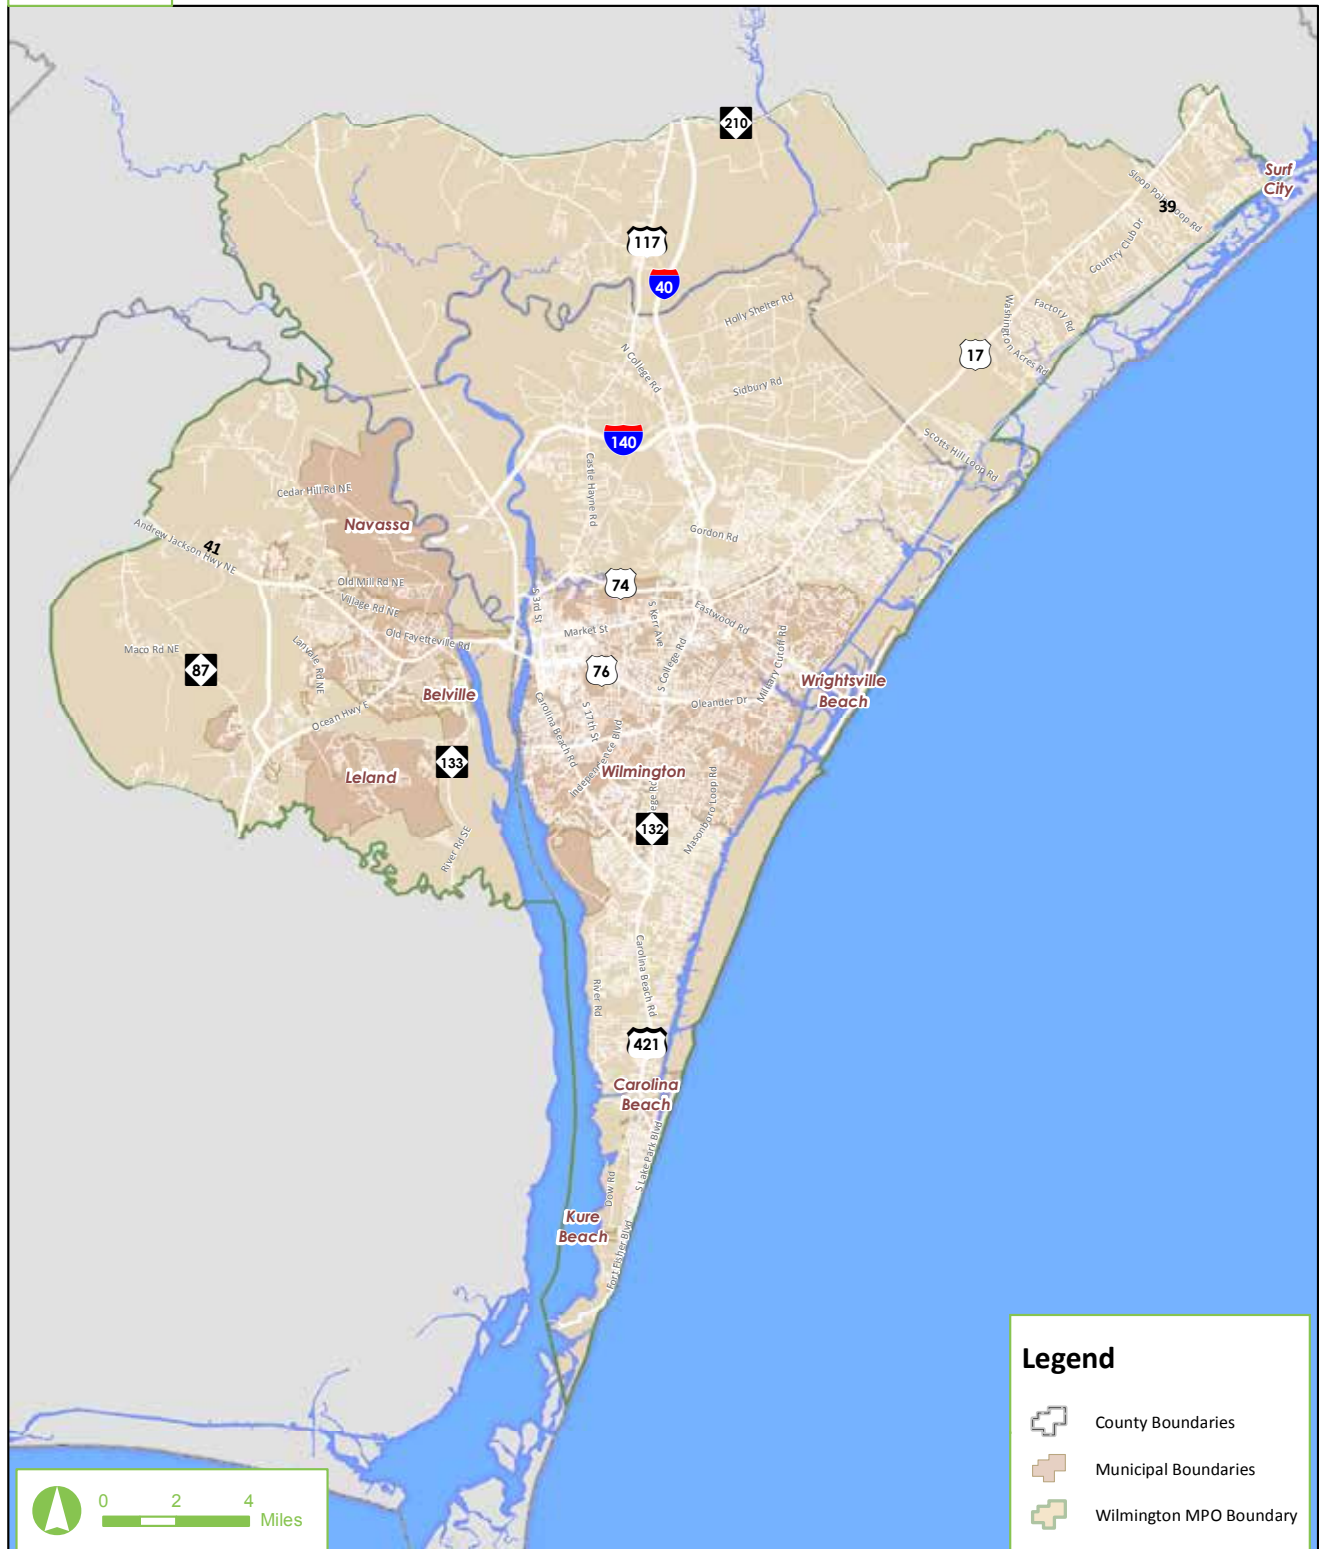 210
Surf
City
Sloop Point Loop Rd
39
Country Club Dr
117
40
Holly Shelter Rd
Washington Acres Rd
Factory Rd
17
N College Rd
Sidbury Rd
140
Scotts Hill Loop Rd
Castle Hayne Rd
Cedar Hill Rd NE
Navassa
Gordon Rd
Andrew Jackson Hwy NE
41
74
Old Mill Rd NE
Village Rd NE
S 3rd St
S Kerr Ave
Eastwood Rd
Market St
Old Fayetteville Rd
Military Cutoff Rd
Maco Rd NE
87
Lanvale Rd NE
76
S College Rd
Wrightsville
Beach
Belville
Oleander Dr
Ocean Hwy E
Carolina Beach Rd
S 17th St
Independence Blvd
133
Leland
Wilmington
Masonboro Loop Rd
132
River Rd SE
Carolina Beach Rd
River Rd
421
Carolina
Beach
S Lake Park Blvd
Dow Rd
Kure
Beach
Fort Fisher Blvd
Legend
County Boundaries
Municipal Boundaries
Wilmington MPO Boundary
0 2 4
Miles